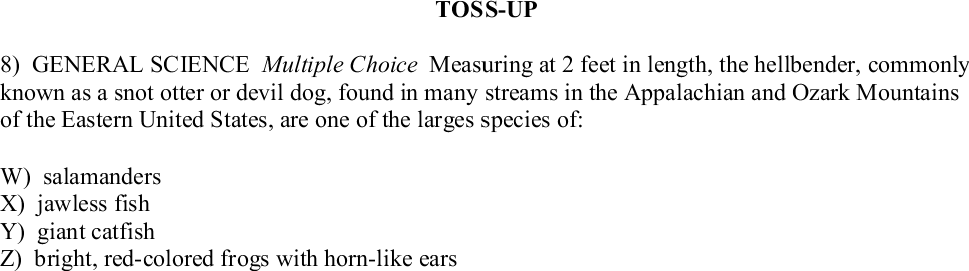 TOSS-UP
8) GENERAL SCIENCE Multiple Choice Measuring at 2 feet in length, the hellbender, commonly
known as a snot otter or devil dog, found in many streams in the Appalachian and Ozark Mountains
of the Eastern United States, are one of the larges species of:
W) salamanders
X) jawless fish
Y) giant catfish
Z) bright, red-colored frogs with horn-like ears